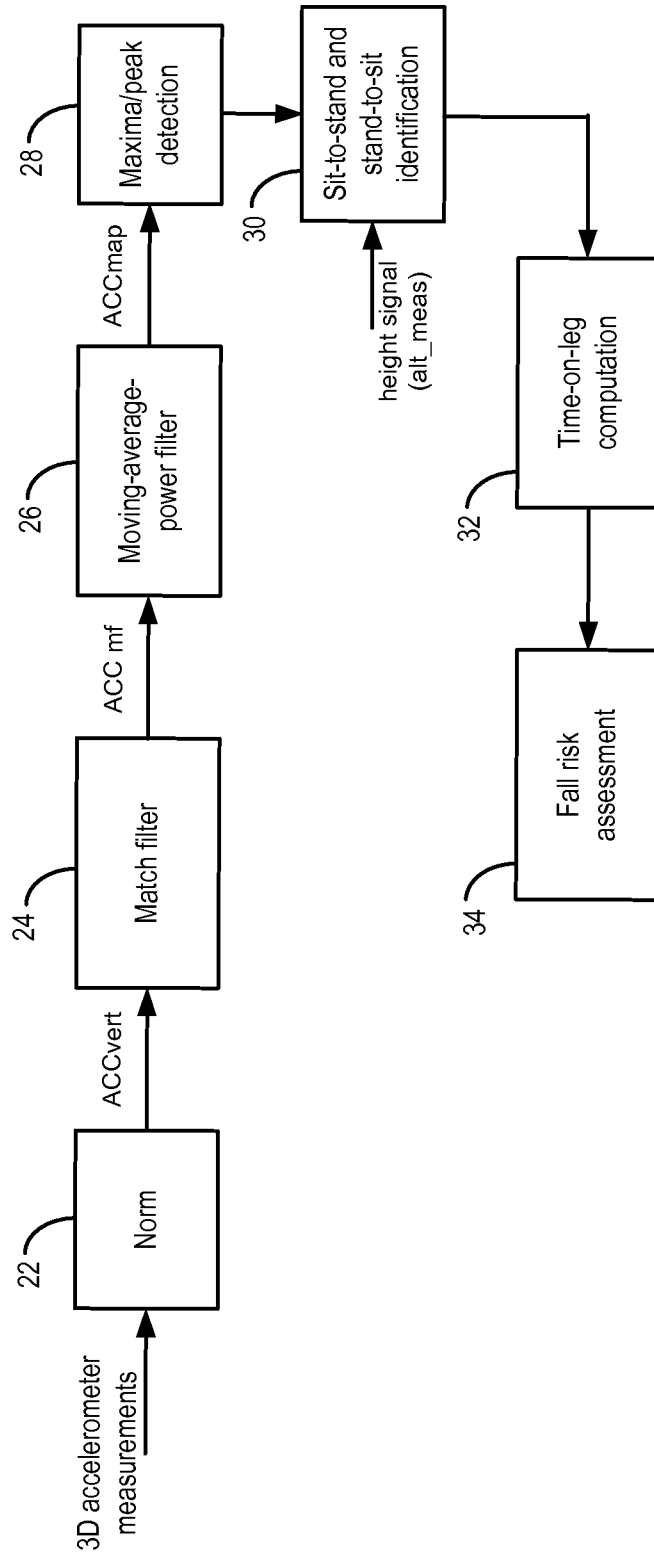 3D accelerometer
measurements
22
Norm
ACCvert
24
Match filter
ACC mf
26
Moving-average-
power filter
ACCmap
28
Maxima/peak
detection
height signal
(alt_meas)
30
Sit-to-stand and
stand-to-sit
identification
32
Time-on-leg
computation
34
Fall risk
assessment